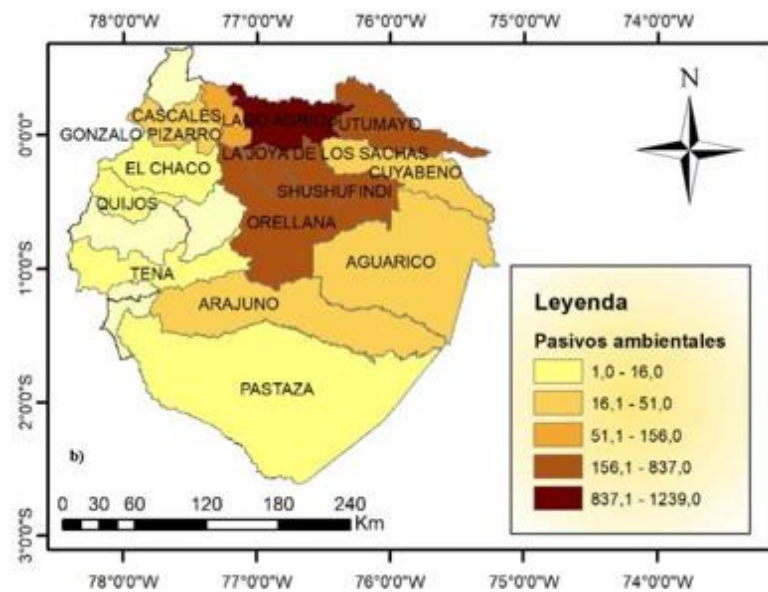 78°0'0"W 77°0'0"W 76°0'0"W 75°0'0"W 74°0'0"W
0°0'0"
1°0'0"S
2°0'0"S
3°0'0"S
CASCALES
LAGO AGRIO
PUTUMAYO
GONZALO PIZARRO
LA JOYA DE LOS SACHAS
EL CHACO
CUYABENO
SHUSHUFINDI
QUIJOS
ORELLANA
AGUARICO
TENA
ARAJUNO
PASTAZA
N
Leyenda
Pasivos ambientales
1,0 - 16,0
16,1 - 51,0
51,1 - 156,0
156,1 - 837,0
837,1 - 1239,0
b)
0 30 60 120 180 240
Km
78°0'0"W 77°0'0"W 76°0'0"W 75°0'0"W 74°0'0"W